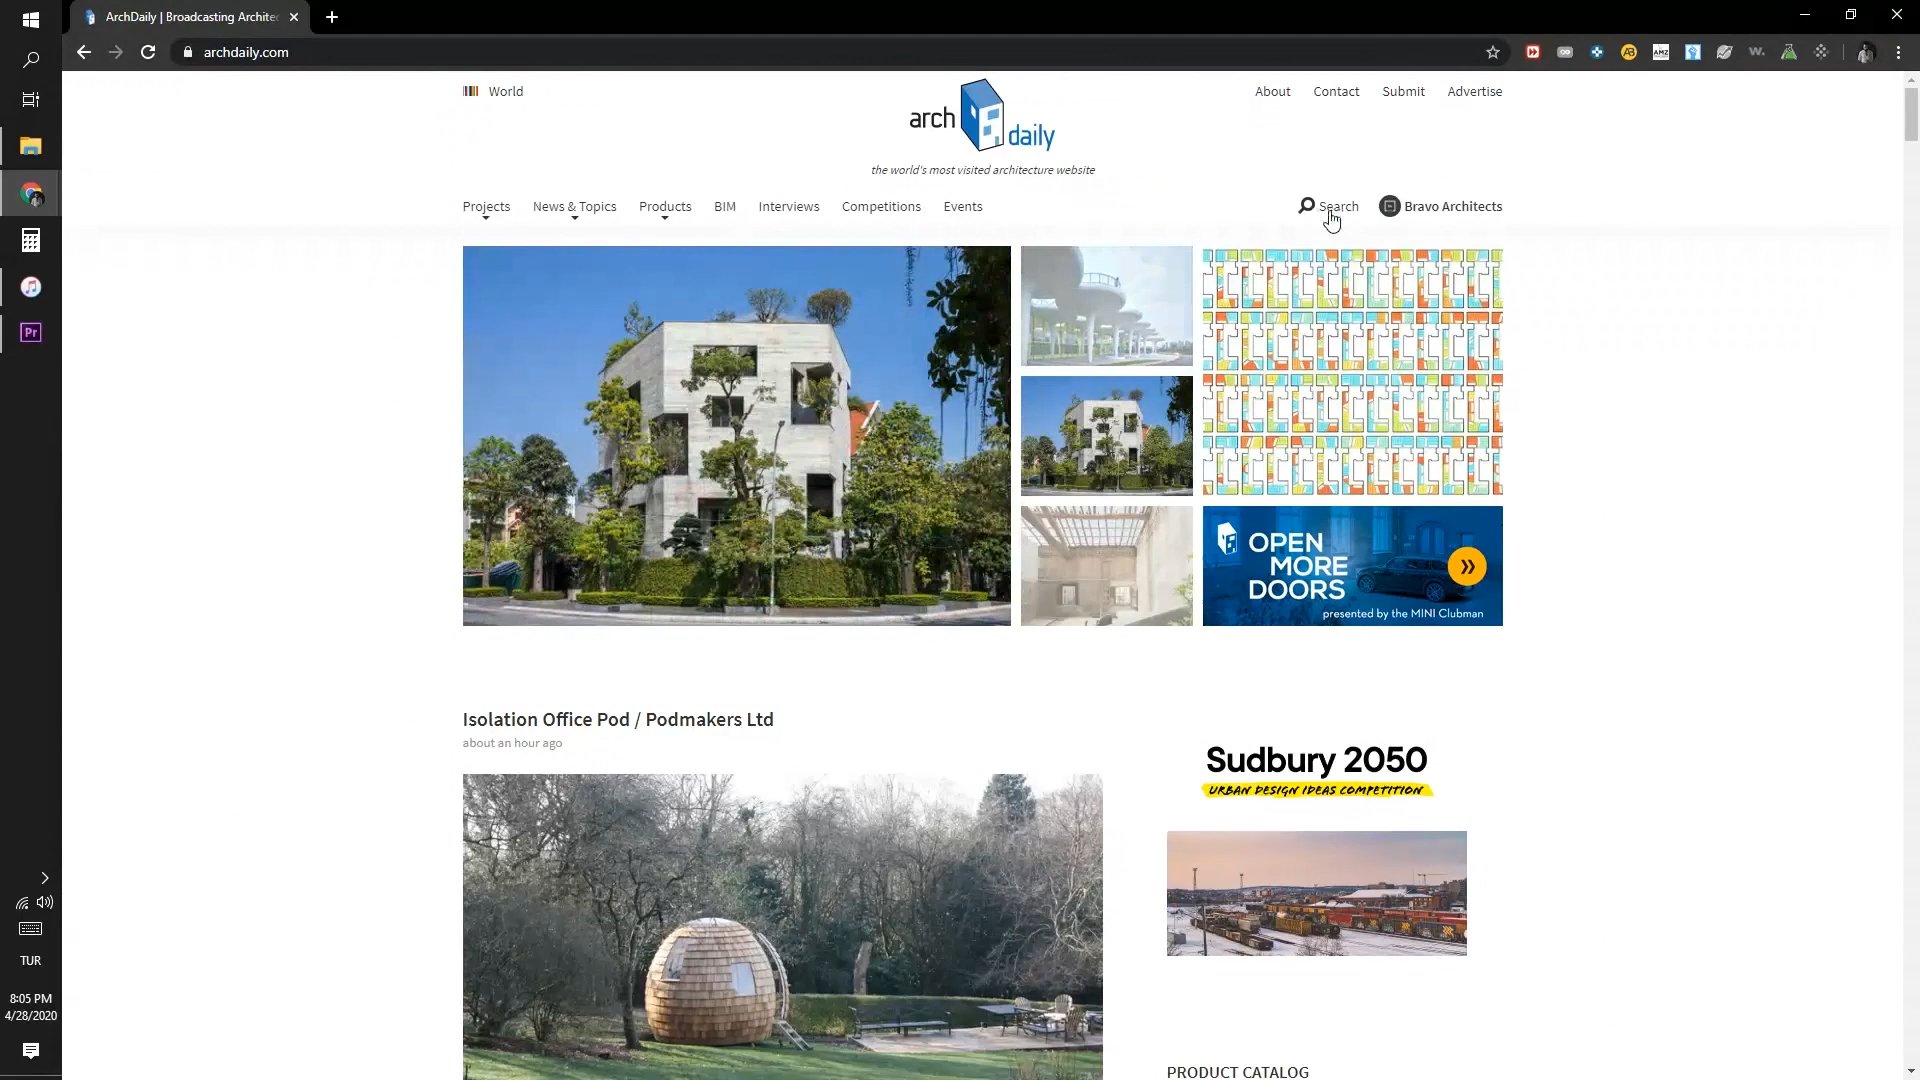 ArchDaily | Broadcasting Archite
archdaily.com
World
About
Contact
Submit
Advertise
arch daily
the world's most visited architecture website
Projects
News & Topics
Products
BIM
Interviews
Competitions
Events
Search
Bravo Architects
OPEN
MORE
DOORS
presented by the MINI Clubman
Isolation Office Pod / Podmakers Ltd
about an hour ago
Sudbury 2050
URBAN DESIGN IDEAS COMPETITION
PRODUCT CATALOG
Pr
TUR
8:05 PM
4/28/2020
AB
AMZ
w.